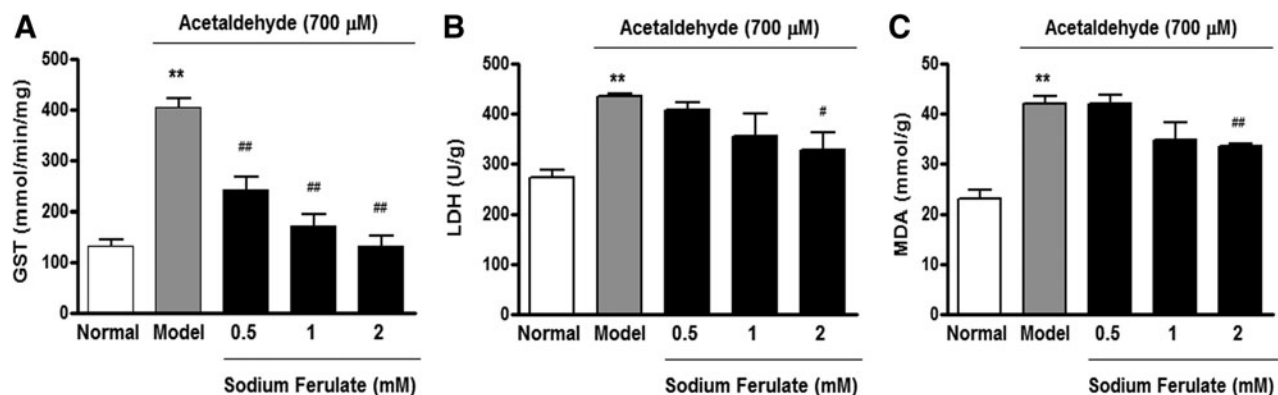 A
Acetaldehyde (700 µM)
GST (mmol/min/mg)
500
400
300
200
100
0
**
##
##
##
Normal Model 0.5 1 2
Sodium Ferulate (mM)
B
Acetaldehyde (700 µM)
LDH (U/g)
500
400
300
200
100
0
**
#
Normal Model 0.5 1 2
Sodium Ferulate (mM)
C
Acetaldehyde (700 µM)
MDA (mmol/g)
50
40
30
20
10
0
**
##
Normal Model 0.5 1 2
Sodium Ferulate (mM)